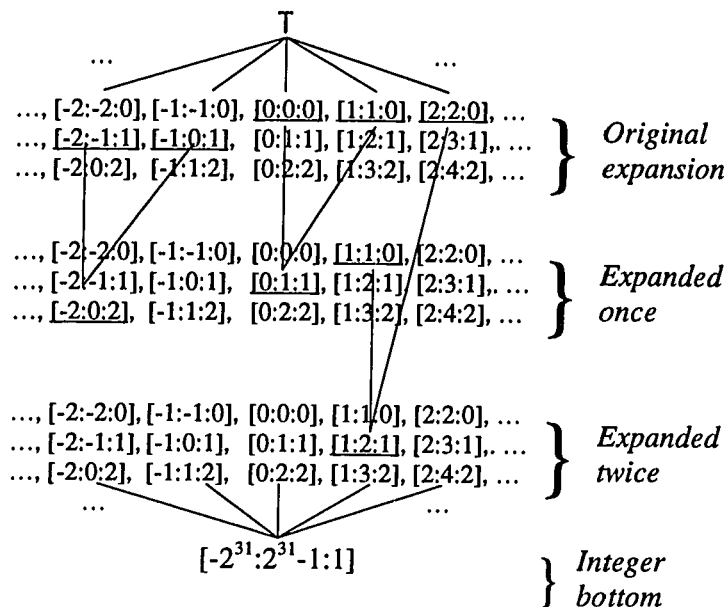 T
... ...
..., [-2:-2:0], [-1:-1:0], [0:0:0], [1:1:0], [2:2:0], ...
..., [-2:-1:1], [-1:0:1], [0:1:1], [1:2:1], [2:3:1],. ...
..., [-2:0:2], [-1:1:2], [0:2:2], [1:3:2], [2:4:2], ...
} Original
expansion
..., [-2:-2:0], [-1:-1:0], [0:0:0], [1:1:0], [2:2:0], ...
..., [-2:-1:1], [-1:0:1], [0:1:1], [1:2:1], [2:3:1],. ...
..., [-2:0:2], [-1:1:2], [0:2:2], [1:3:2], [2:4:2], ...
} Expanded
once
..., [-2:-2:0], [-1:-1:0], [0:0:0], [1:1:0], [2:2:0], ...
..., [-2:-1:1], [-1:0:1], [0:1:1], [1:2:1], [2:3:1],. ...
..., [-2:0:2], [-1:1:2], [0:2:2], [1:3:2], [2:4:2], ...
} Expanded
twice
... ...
[-2³¹:2³¹-1:1]
} Integer
bottom